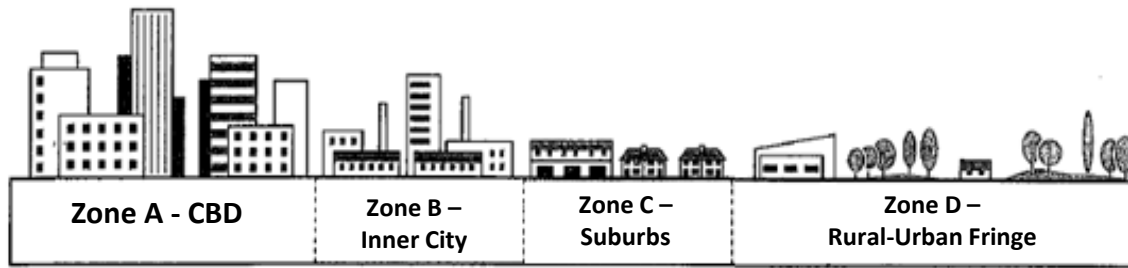 Zone A - CBD
Zone B –
Inner City
Zone C –
Suburbs
Zone D –
Rural-Urban Fringe